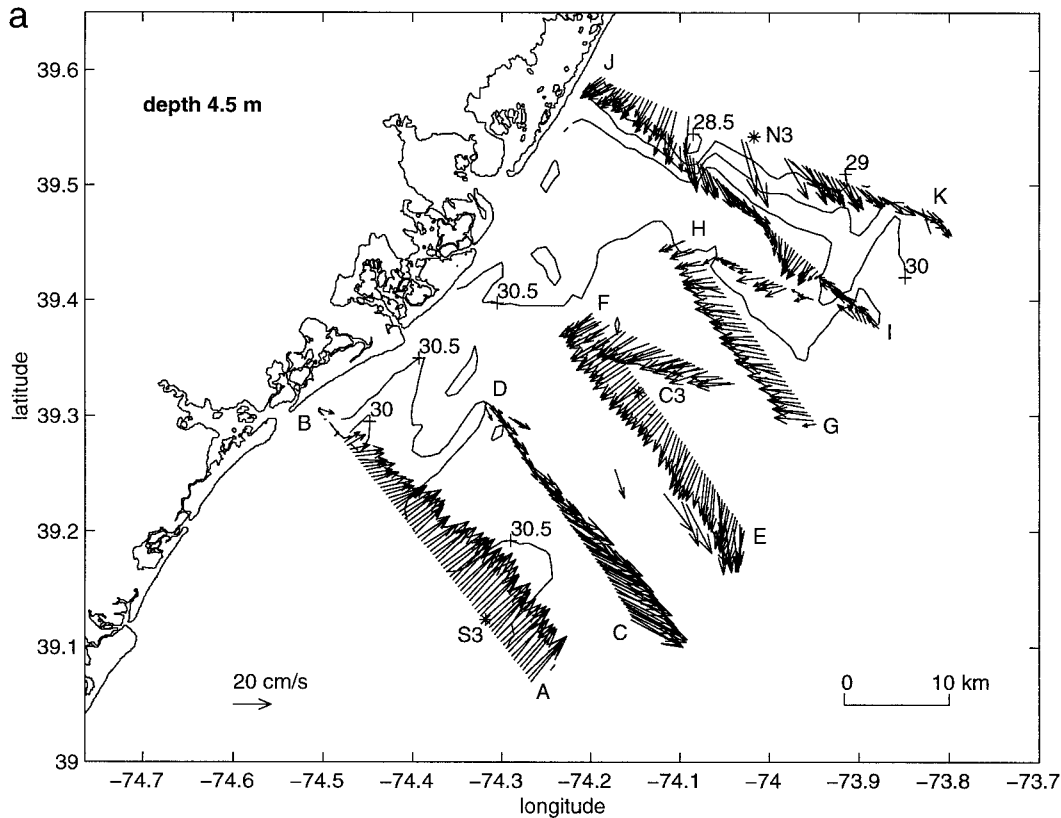 a
depth 4.5 m
J
28.5
N3
29
K
H
30
30.5
F
I
30.5
D
C3
B
30
G
30.5
E
S3
C
A
20 cm/s
0 10 km
39.6
39.5
39.4
39.3
39.2
39.1
39
latitude
−74.7 −74.6 −74.5 −74.4 −74.3 −74.2 −74.1 −74 −73.9 −73.8 −73.7
longitude